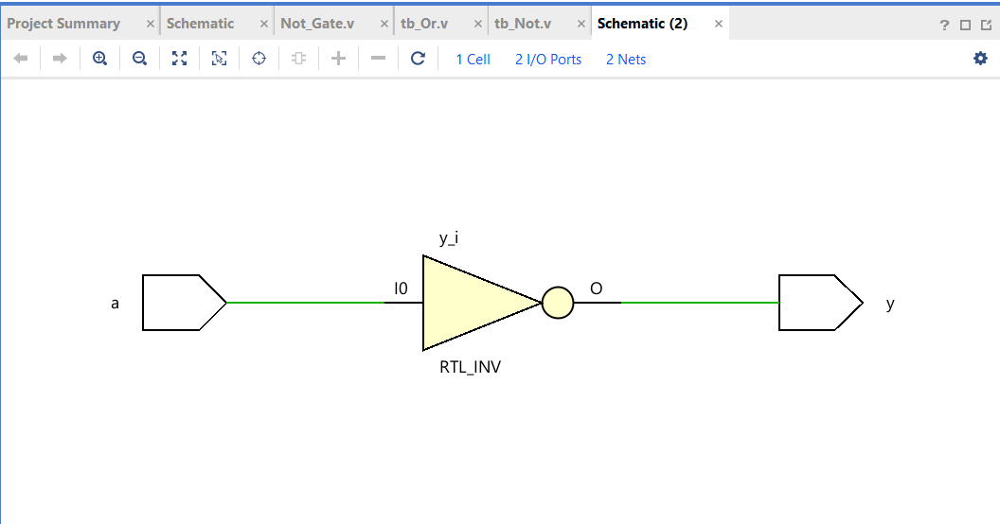 Project Summary × Schematic × Not_Gate.v × tb_Or.v × tb_Not.v × Schematic (2) × ?
1 Cell 2 I/O Ports 2 Nets
y_i
I0 O
a y
RTL_INV